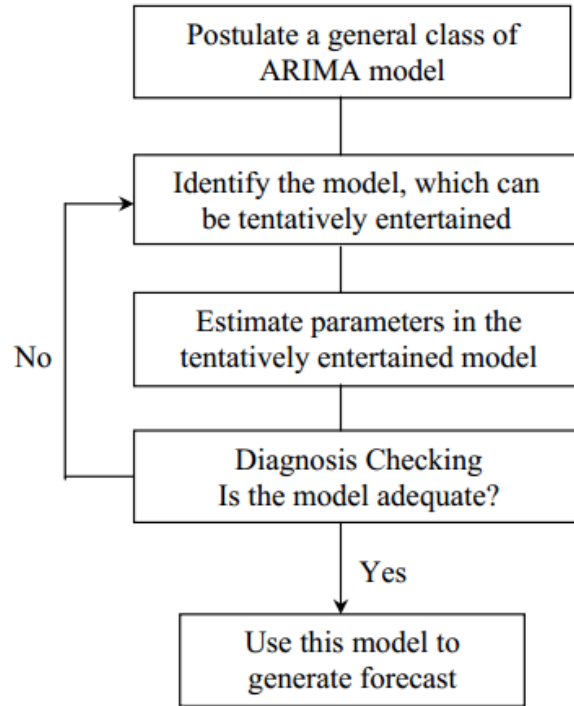 Postulate a general class of
ARIMA model
Identify the model, which can
be tentatively entertained
Estimate parameters in the
tentatively entertained model
No
Diagnosis Checking
Is the model adequate?
Yes
Use this model to
generate forecast